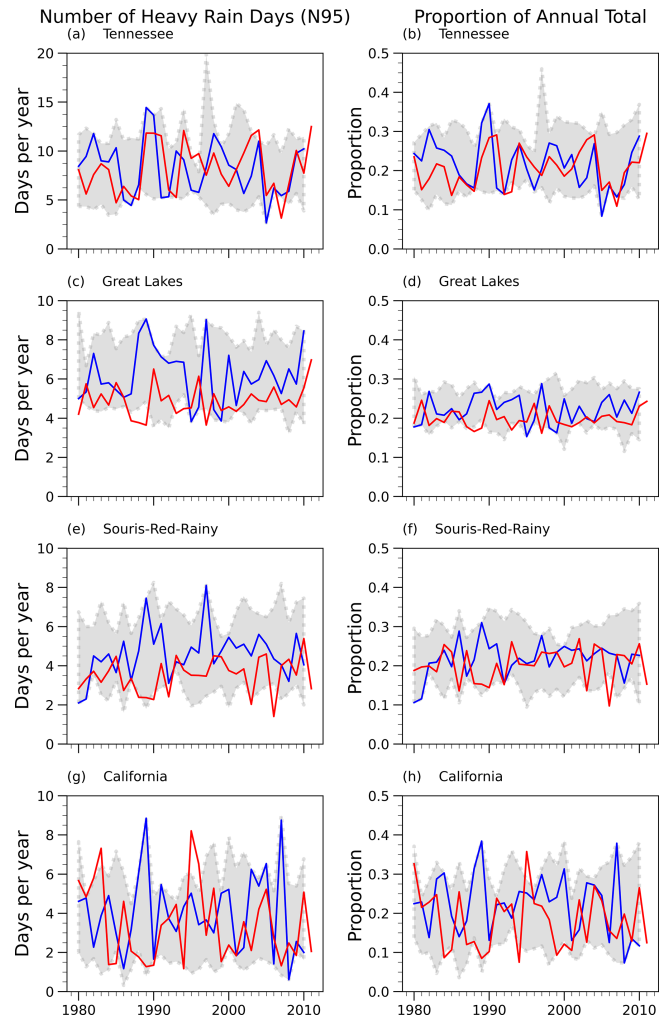 Number of Heavy Rain Days (N95) Proportion of Annual Total
(a) Tennessee (b) Tennessee
20 0.5
15 0.4
0.3
10
0.2
5
0.1
0 0.0
Days per year Proportion
(c) Great Lakes (d) Great Lakes
10 0.5
8 0.4
6 0.3
4 0.2
2 0.1
0 0.0
Days per year Proportion
(e) Souris-Red-Rainy (f) Souris-Red-Rainy
10 0.5
8 0.4
6 0.3
4 0.2
2 0.1
0 0.0
Days per year Proportion
(g) California (h) California
10 0.5
8 0.4
6 0.3
4 0.2
2 0.1
0 0.0
Days per year Proportion
1980 1990 2000 2010 1980 1990 2000 2010